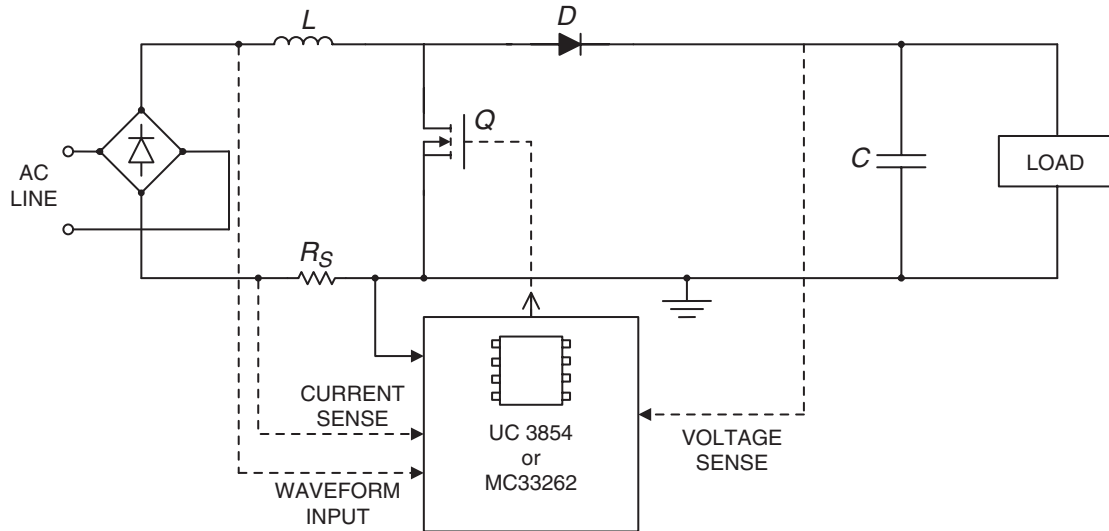 L
D
Q
AC
LINE
C
LOAD
RS
CURRENT
SENSE
UC 3854
or
MC33262
VOLTAGE
SENSE
WAVEFORM
INPUT